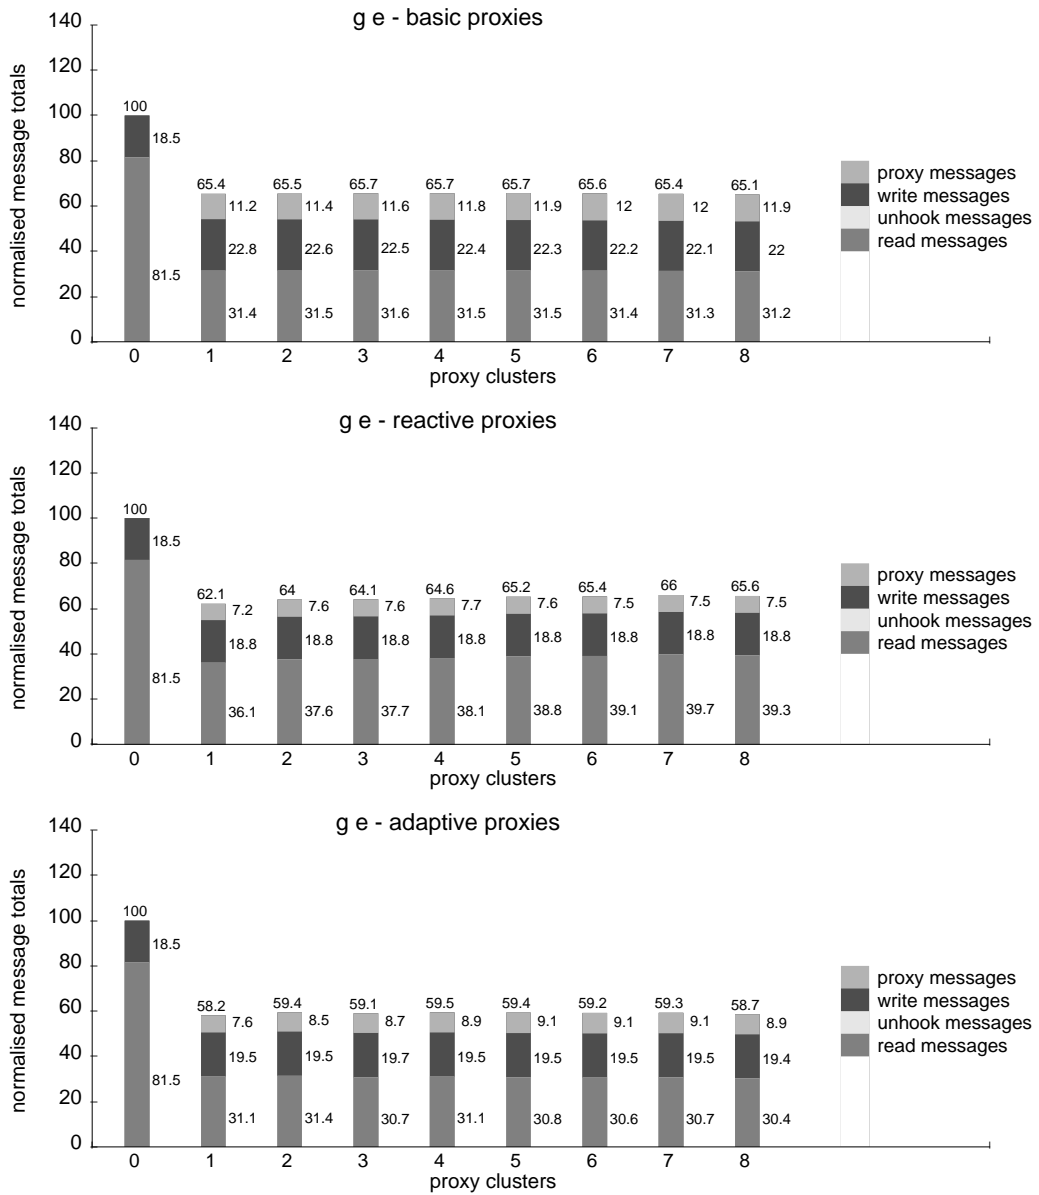 g e - basic proxies
normalised message totals
140
120
100
80
60
40
20
0
100 65.4 65.5 65.7 65.7 65.7 65.6 65.4 65.1
18.5 11.2 11.4 11.6 11.8 11.9 12 12 11.9
22.8 22.6 22.5 22.4 22.3 22.2 22.1 22
81.5 31.4 31.5 31.6 31.5 31.5 31.4 31.3 31.2
0 1 2 3 4 5 6 7 8
proxy clusters
proxy messages
write messages
unhook messages
read messages
g e - reactive proxies
normalised message totals
140
120
100
80
60
40
20
0
100 62.1 64 64.1 64.6 65.2 65.4 66 65.6
18.5 7.2 7.6 7.6 7.7 7.6 7.5 7.5 7.5
18.8 18.8 18.8 18.8 18.8 18.8 18.8 18.8
81.5 36.1 37.6 37.7 38.1 38.8 39.1 39.7 39.3
0 1 2 3 4 5 6 7 8
proxy clusters
proxy messages
write messages
unhook messages
read messages
g e - adaptive proxies
normalised message totals
140
120
100
80
60
40
20
0
100 58.2 59.4 59.1 59.5 59.4 59.2 59.3 58.7
18.5 7.6 8.5 8.7 8.9 9.1 9.1 9.1 8.9
19.5 19.5 19.7 19.5 19.5 19.5 19.5 19.4
81.5 31.1 31.4 30.7 31.1 30.8 30.6 30.7 30.4
0 1 2 3 4 5 6 7 8
proxy clusters
proxy messages
write messages
unhook messages
read messages